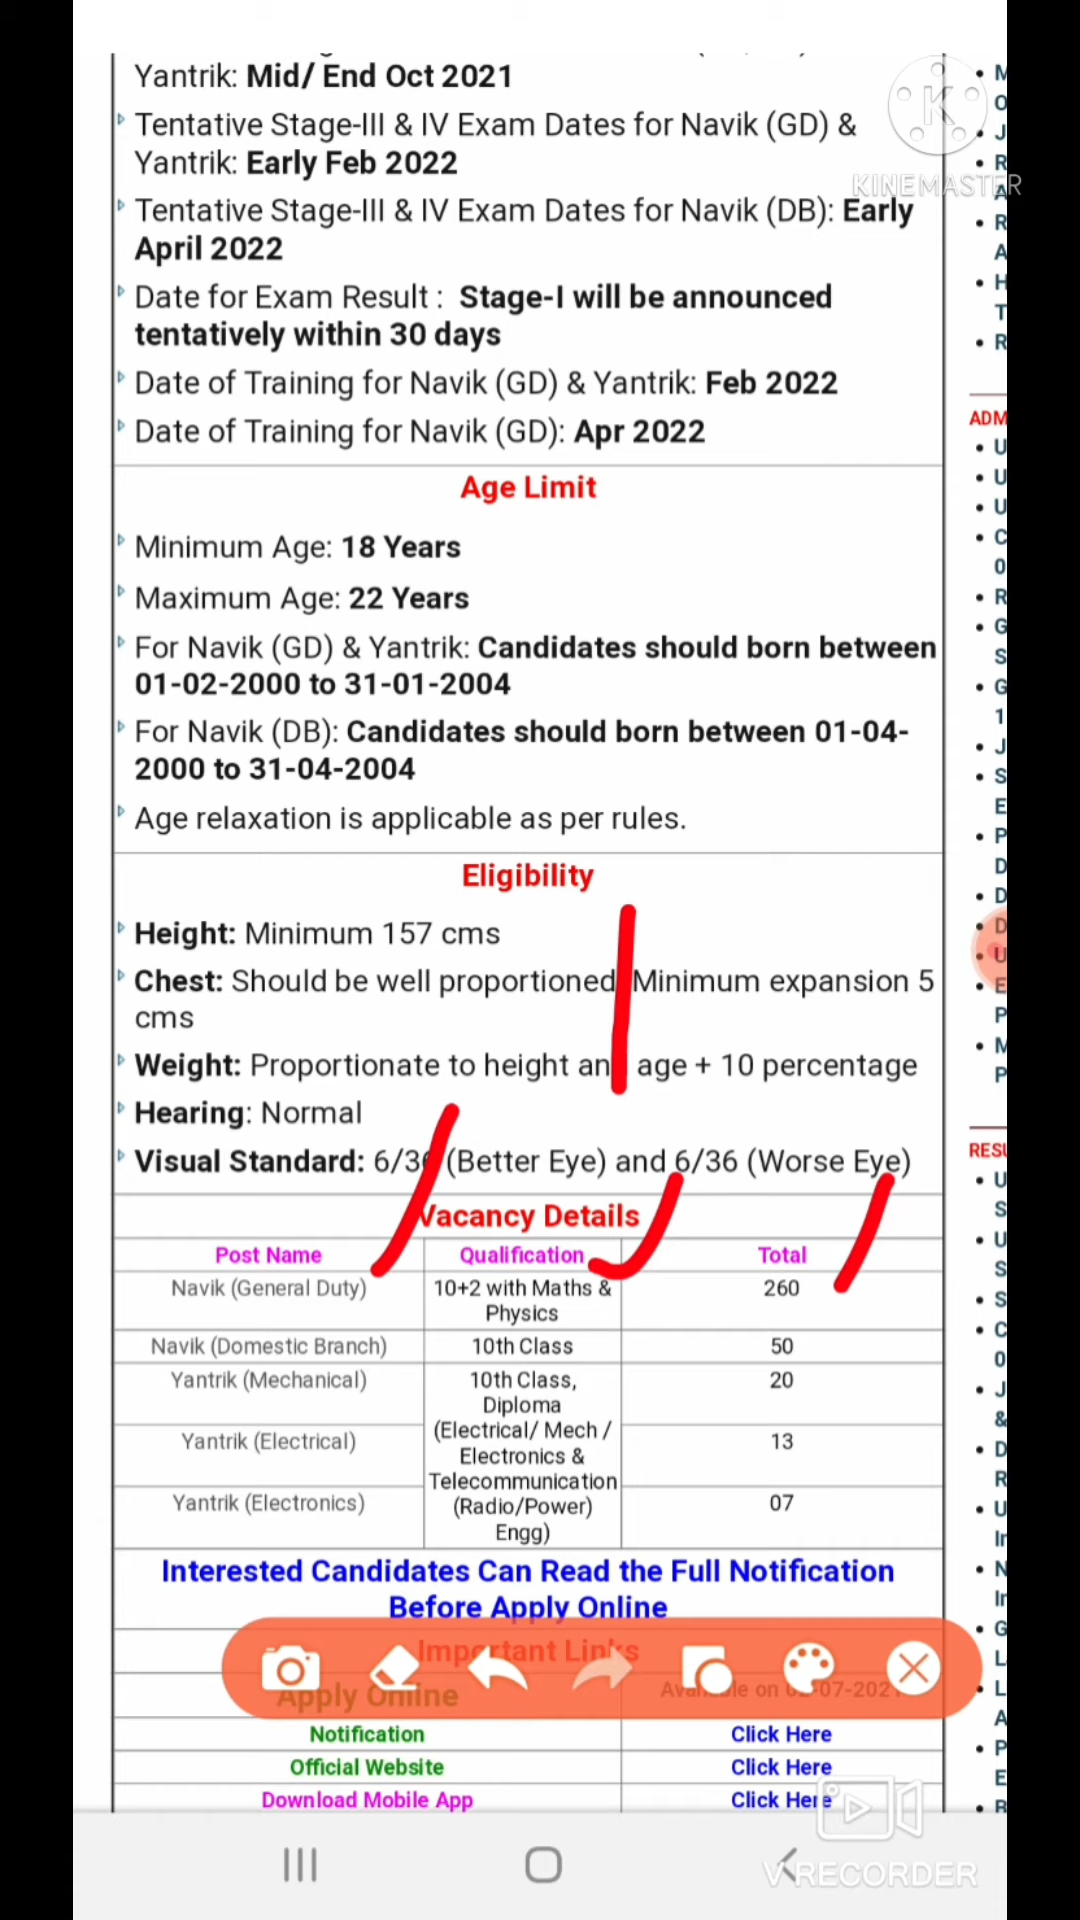 Yantrik: Mid/ End Oct 2021
Tentative Stage-III & IV Exam Dates for Navik (GD) &
Yantrik: Early Feb 2022
Tentative Stage-III & IV Exam Dates for Navik (DB): Early
April 2022
Date for Exam Result : Stage-I will be announced
tentatively within 30 days
Date of Training for Navik (GD) & Yantrik: Feb 2022
Date of Training for Navik (GD): Apr 2022
Age Limit
Minimum Age: 18 Years
Maximum Age: 22 Years
For Navik (GD) & Yantrik: Candidates should born between
01-02-2000 to 31-01-2004
For Navik (DB): Candidates should born between 01-04-
2000 to 31-04-2004
Age relaxation is applicable as per rules.
Eligibility
Height: Minimum 157 cms
Chest: Should be well proportioned Minimum expansion 5
cms
Weight: Proportionate to height and age + 10 percentage
Hearing: Normal
Visual Standard: 6/36 (Better Eye) and 6/36 (Worse Eye)
Vacancy Details
Post Name Qualification Total
Navik (General Duty) 10+2 with Maths & Physics 260
Navik (Domestic Branch) 10th Class 50
Yantrik (Mechanical) 10th Class, 20
Diploma
(Electrical/ Mech /
Yantrik (Electrical) Electronics & 13
Telecommunication
Yantrik (Electronics) (Radio/Power) 07
Engg)
Interested Candidates Can Read the Full Notification
Before Apply Online
Important Links
Apply Online Available on
Notification Click Here
Official Website Click Here
Download Mobile App Click Here
KINEMASTER
V RECORDER
ADM